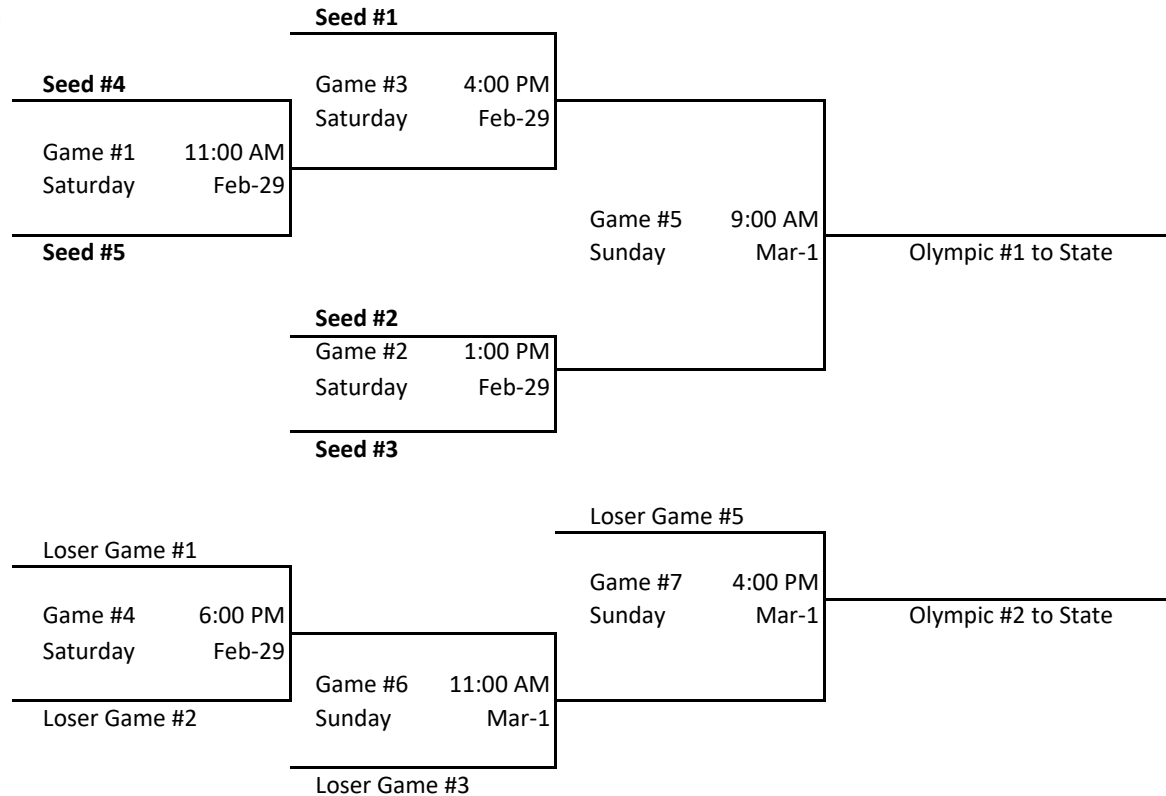 Seed #1
Seed #4
Game #3 4:00 PM
Saturday Feb-29
Game #1 11:00 AM
Saturday Feb-29
Seed #5
Game #5 9:00 AM
Sunday Mar-1
Olympic #1 to State
Seed #2
Game #2 1:00 PM
Saturday Feb-29
Seed #3
Loser Game #5
Loser Game #1
Game #7 4:00 PM
Sunday Mar-1
Olympic #2 to State
Game #4 6:00 PM
Saturday Feb-29
Loser Game #2
Game #6 11:00 AM
Sunday Mar-1
Loser Game #3